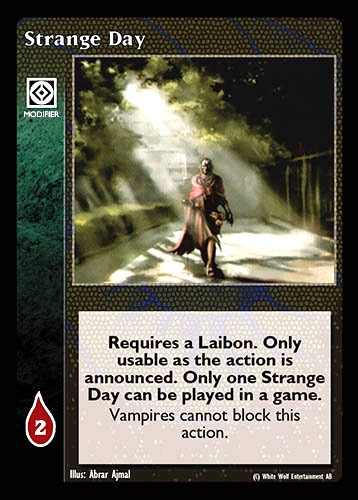 Strange Day
MODIFIER
Requires a Laibon. Only
usable as the action is
announced. Only one Strange
Day can be played in a game.
Vampires cannot block this
action.
2
Illus: Abrar Ajmal
(C) White Wolf Entertainment AB